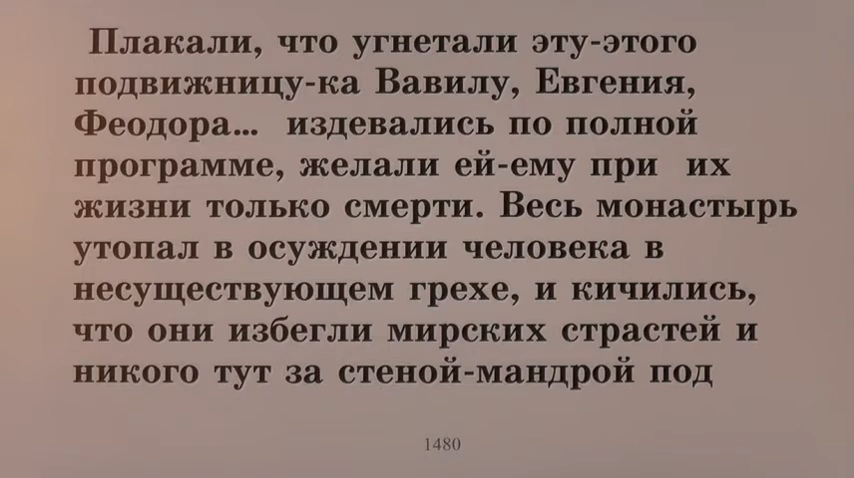 Плакали, что угнетали эту-этого
подвижницу-ка Вавилу, Евгения,
Феодора... издевались по полной
программе, желали ей-ему при их
жизни только смерти. Весь монастырь
утопал в осуждении человека в
несуществующем грехе, и кичились,
что они избегли мирских страстей и
никого тут за стеной-мандрой под
1480